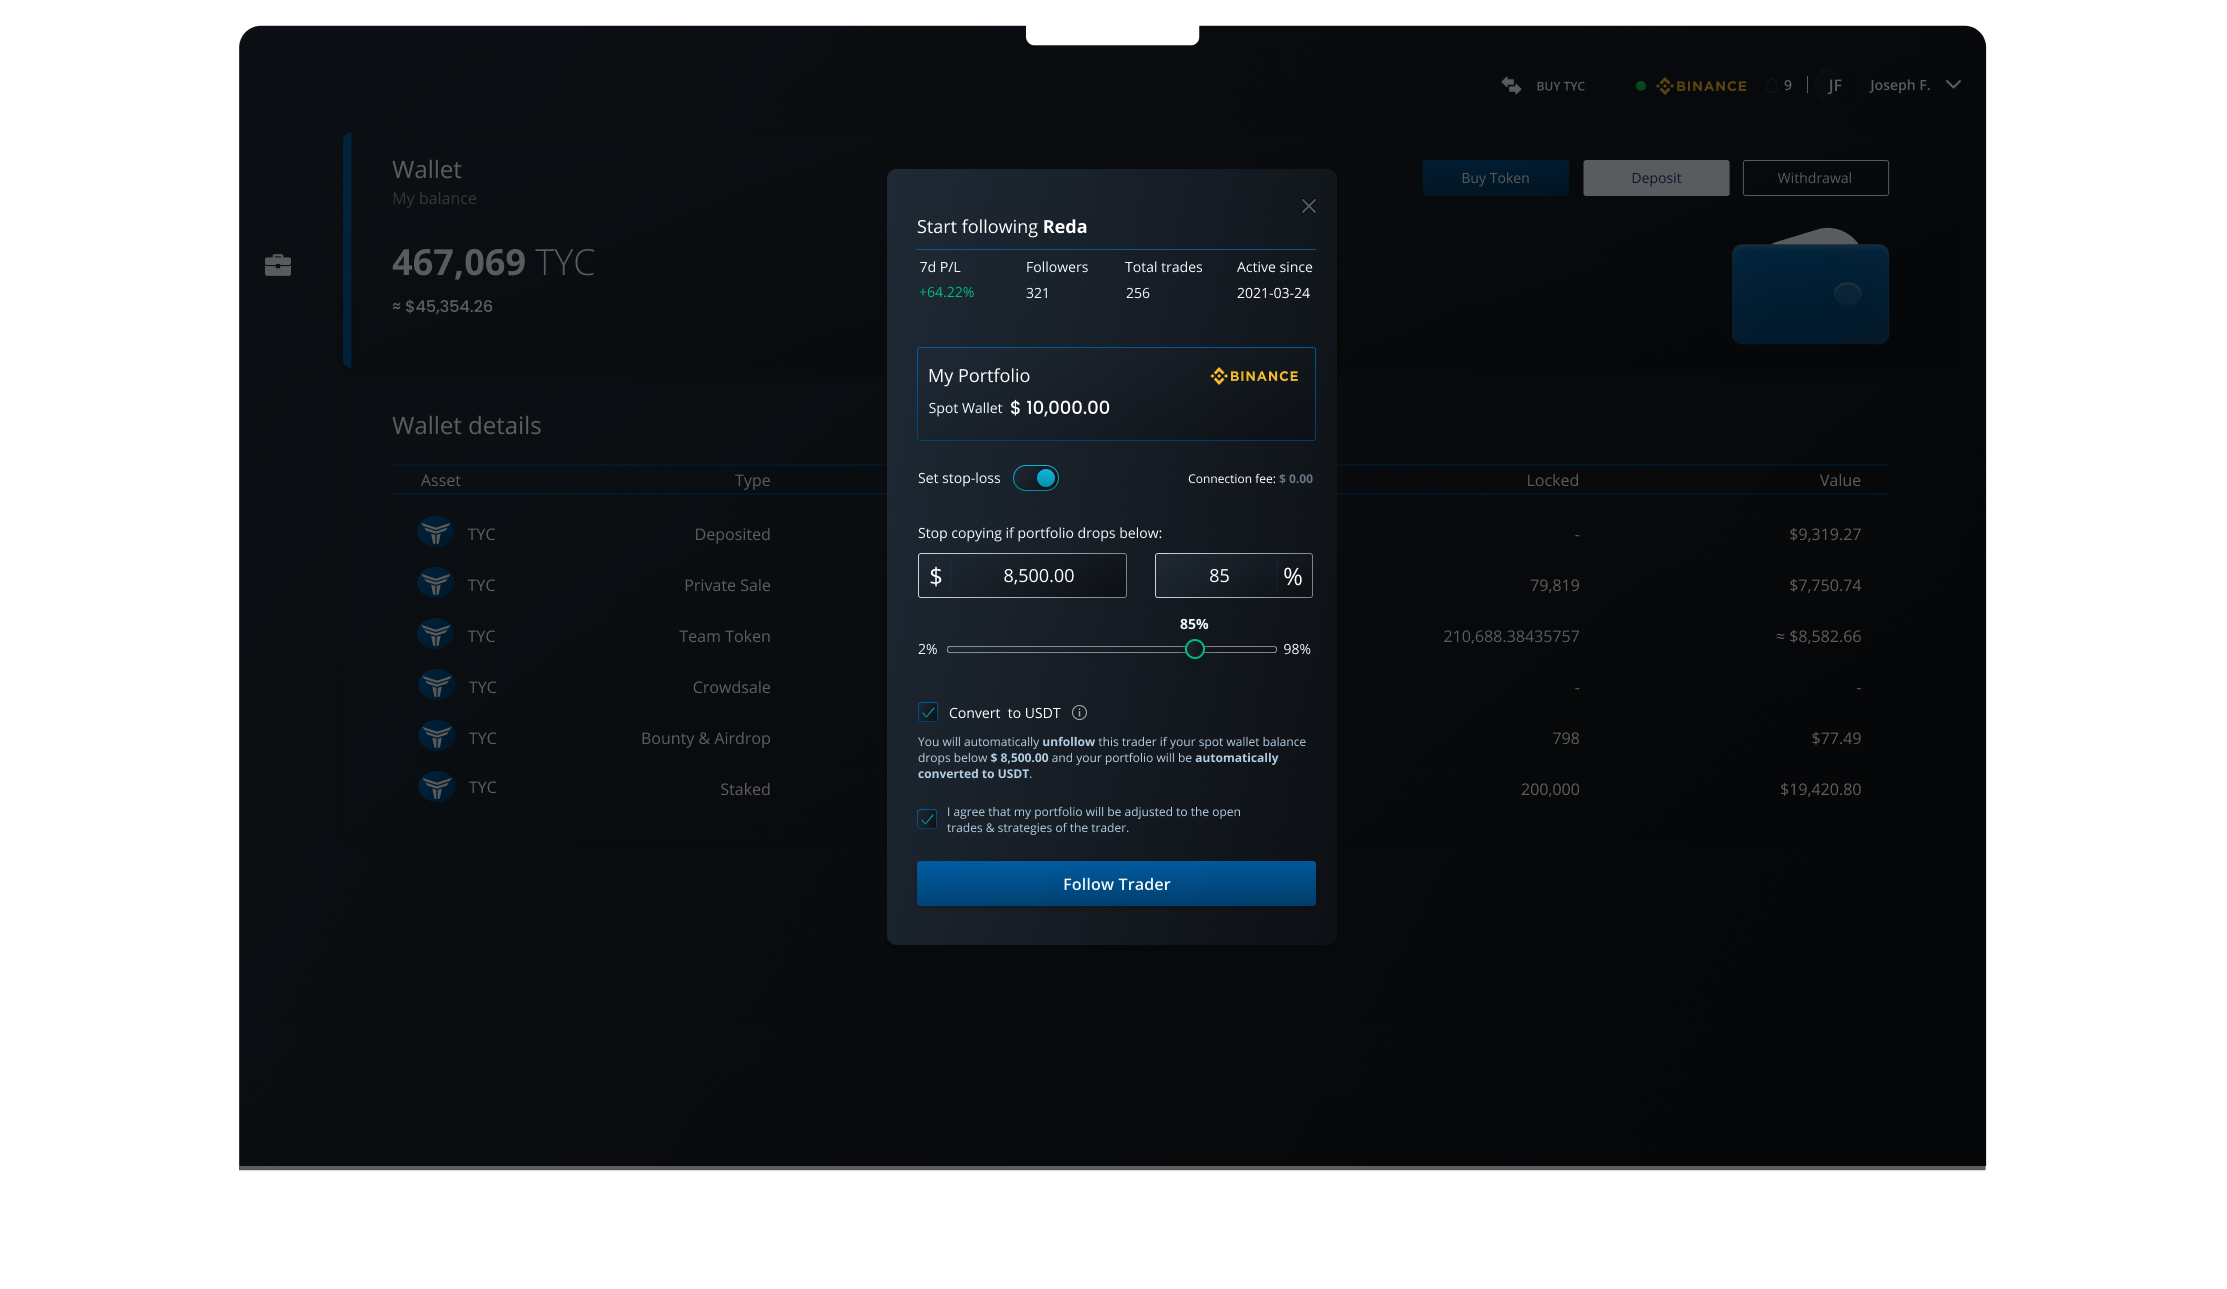 BUY TYC
BINANCE
9
JF
Joseph F.
Wallet
My balance
467,069 TYC
≈ $45,354.26
Buy Token
Deposit
Withdrawal
Wallet details
Asset Type Locked Value
TYC Deposited - $9,319.27
TYC Private Sale 79,819 $7,750.74
TYC Team Token 210,688.38435757 ≈ $8,582.66
TYC Crowdsale - -
TYC Bounty & Airdrop 798 $77.49
TYC Staked 200,000 $19,420.80
Start following Reda
7d P/L Followers Total trades Active since
+64.22% 321 256 2021-03-24
My Portfolio BINANCE
Spot Wallet $ 10,000.00
Set stop-loss Connection fee: $ 0.00
Stop copying if portfolio drops below:
$ 8,500.00 85 %
85%
2% 98%
Convert to USDT
You will automatically unfollow this trader if your spot wallet balance
drops below $ 8,500.00 and your portfolio will be automatically
converted to USDT.
I agree that my portfolio will be adjusted to the open
trades & strategies of the trader.
Follow Trader